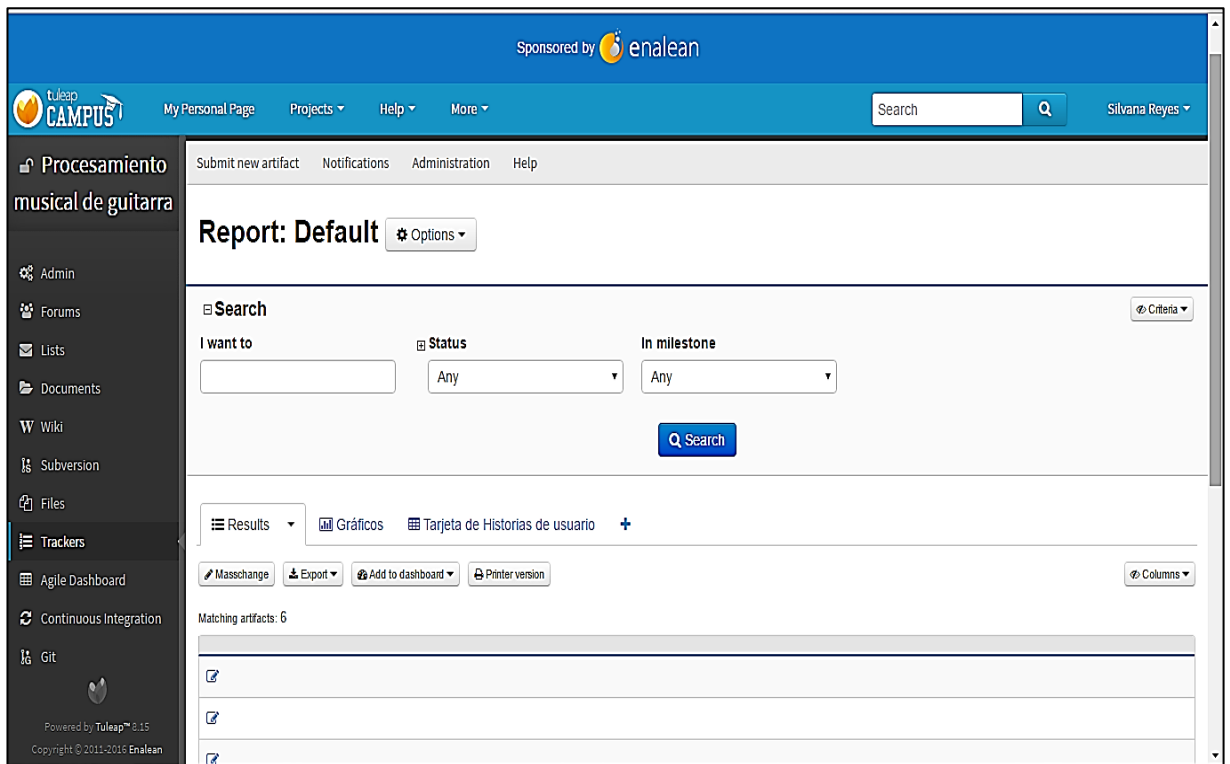 Sponsored by enalean
tuleap
CAMPUS
My Personal Page Projects Help More Search Silvana Reyes
Procesamiento
musical de guitarra
Admin
Forums
Lists
Documents
Wiki
Subversion
Files
Trackers
Agile Dashboard
Continuous Integration
Git
Powered by Tuleap™ 8.15
Copyright © 2011-2016 Enalean
Submit new artifact Notifications Administration Help
Report: Default Options
Search Criteria
I want to Status In milestone
Any Any
Search
Results Gráficos Tarjeta de Historias de usuario +
Masschange Export Add to dashboard Printer version Columns
Matching artifacts: 6